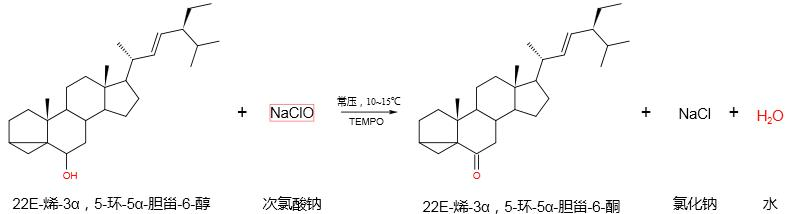 OH
+
NaClO
常压，10~15℃
TEMPO
O
+
NaCl
+
H₂O
22E-烯-3α，5-环-5α-胆甾-6-醇
次氯酸钠
22E-烯-3α，5-环-5α-胆甾-6-酮
氯化钠
水